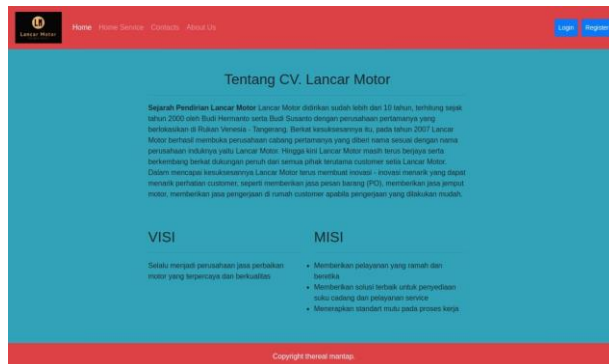 LM
Lancar Motor
Home Home Service Contacts About Us
Login Register
Tentang CV. Lancar Motor
Sejarah Pendirian Lancar Motor Lancar Motor didirikan sudah lebih dari 10 tahun, terhitung sejak
tahun 2000 oleh Budi Hermanto serta Budi Susanto dengan perusahaan pertamanya yang
berlokasikan di Rukan Venesia - Tangerang, Berkat kesuksesannya itu, pada tahun 2007 Lancar
Motor berhasil membuka perusahaan cabang pertamanya yang diberi nama sesuai dengan nama
perusahaan induknya yaitu Lancar Motor. Hingga kini Lancar Motor masih terus berjaya serta
berkembang berkat dukungan penuh dari semua pihak terutama customer setia Lancar Motor.
Dalam mencapai kesuksesannya Lancar Motor terus membuat inovasi - inovasi menarik yang dapat
menarik perhatian customer, seperti memberikan jasa pesan barang (PO), memberikan jasa jemput
motor, memberikan jasa pengerjaan di rumah customer apabila pengerjaan yang dilakukan mudah.
VISI
Selalu menjadi perusahaan jasa perbaikan
motor yang terpercaya dan berkualitas
MISI
Memberikan pelayanan yang ramah dan
beretika
Memberikan solusi terbaik untuk penyediaan
suku cadang dan pelayanan service
Menerapkan standart mutu pada proses kerja
Copyright thereal mantap.